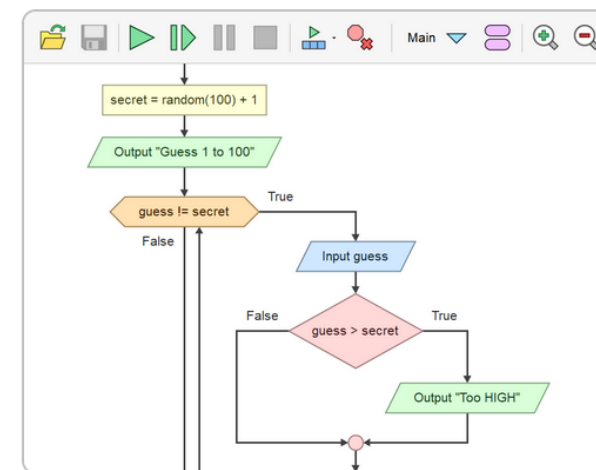 Main
secret = random(100) + 1
Output "Guess 1 to 100"
guess != secret
True
False
Input guess
False
guess > secret
True
Output "Too HIGH"